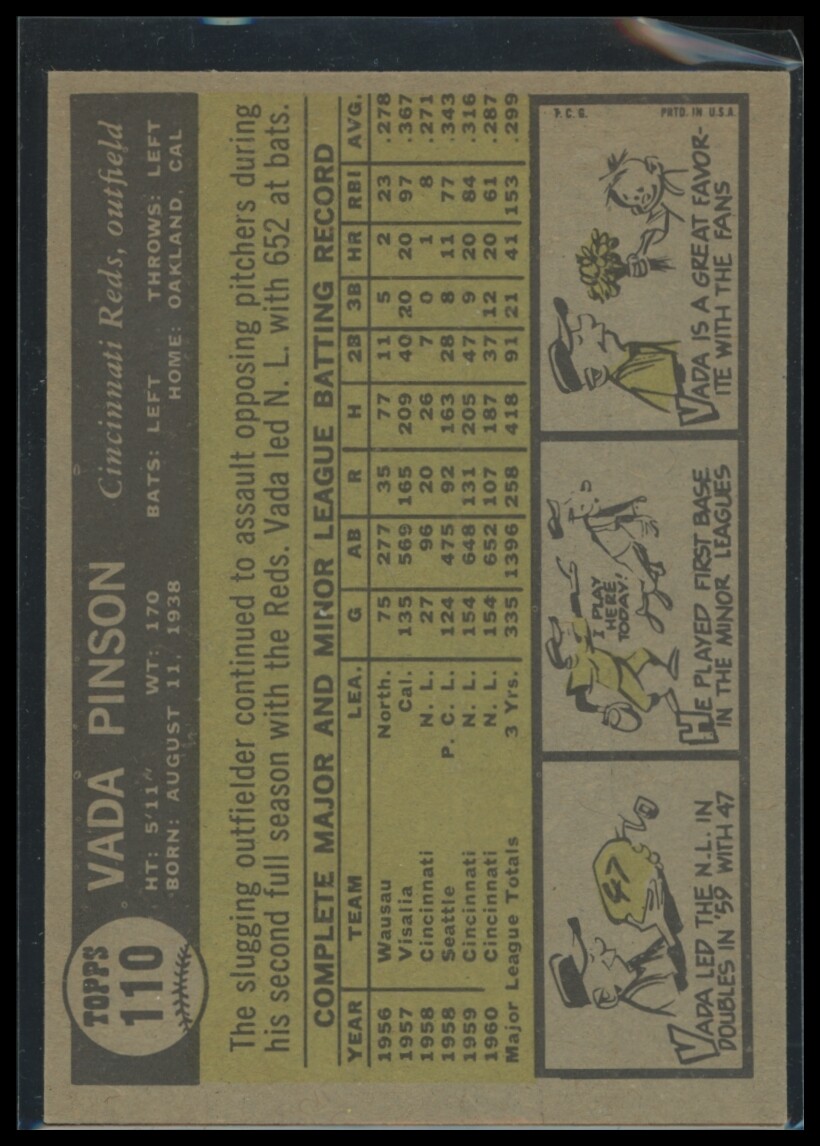 TOPPS
110
VADA PINSON Cincinnati Reds, outfield
HT: 5'11" WT: 170 BATS: LEFT THROWS: LEFT
BORN: AUGUST 11, 1938 HOME: OAKLAND, CAL
The slugging outfielder continued to assault opposing pitchers during
his second full season with the Reds. Vada led N. L. with 652 at bats.
COMPLETE MAJOR AND MINOR LEAGUE BATTING RECORD
YEAR TEAM LEA. G AB R H 2B 3B HR RBI AVG.
1956 Wausau North. 75 277 35 77 11 5 2 23 .278
1957 Visalia Cal. 135 569 165 209 40 20 20 97 .367
1958 Cincinnati N. L. 27 96 20 26 7 0 1 8 .271
1958 Seattle P. C. L. 124 475 92 163 28 8 11 77 .343
1959 Cincinnati N. L. 154 648 131 205 47 9 20 84 .316
1960 Cincinnati N. L. 154 652 107 187 37 12 20 61 .287
Major League Totals 3 Yrs. 335 1396 258 418 91 21 41 153 .299
47
VADA LED THE N.L. IN
DOUBLES IN '59 WITH 47
I PLAY
HERE
TODAY!
HE PLAYED FIRST BASE
IN THE MINOR LEAGUES
T.C.G. PRTD. IN U.S.A.
VADA IS A GREAT FAVOR-
ITE WITH THE FANS